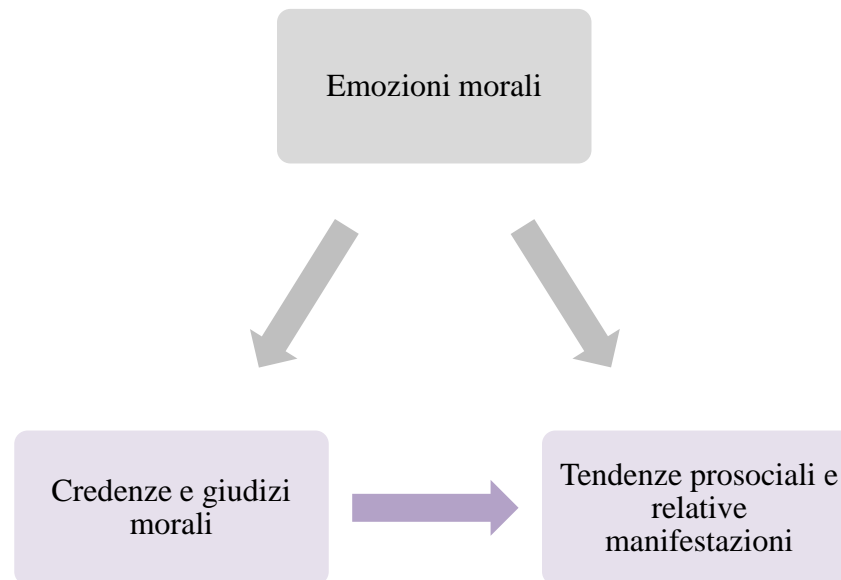 Emozioni morali
Credenze e giudizi
morali
Tendenze prosociali e
relative
manifestazioni